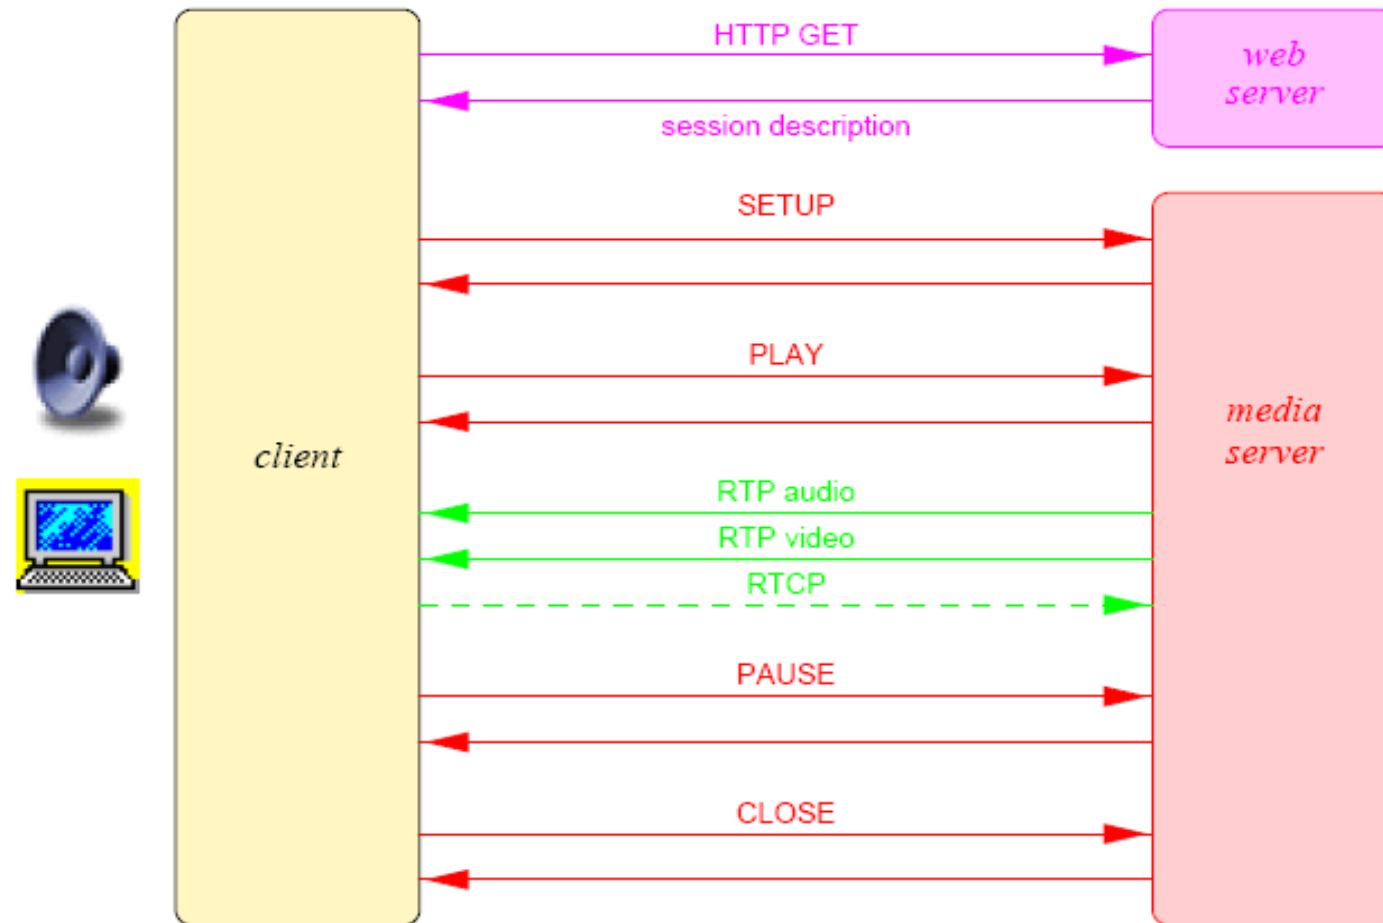 HTTP GET
web
server
session description
SETUP
PLAY
media
server
client
RTP audio
RTP video
RTCP
PAUSE
CLOSE